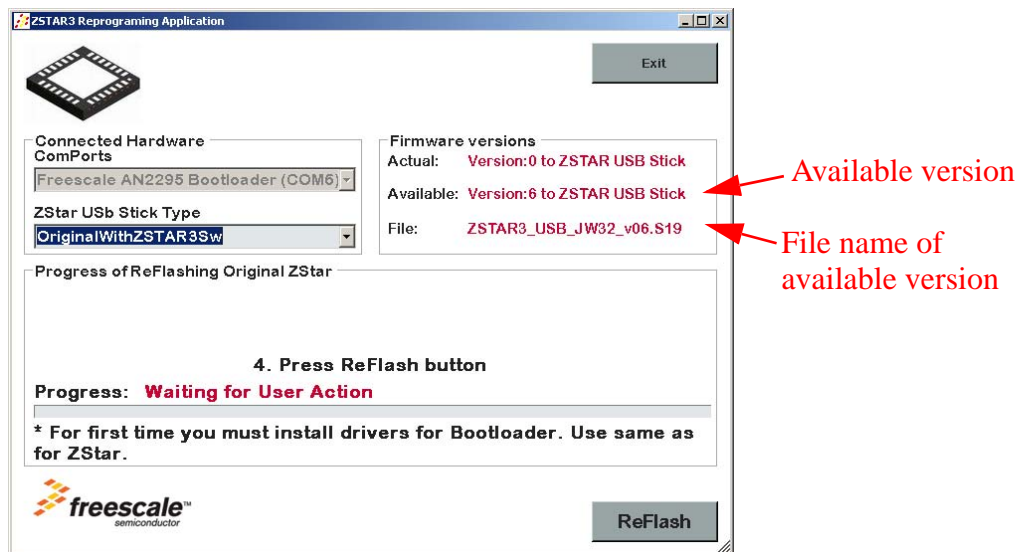 ZSTAR3 Reprograming Application
Exit
Connected Hardware
ComPorts
Freescale AN2295 Bootloader (COM6)
ZStar USb Stick Type
OriginalWithZSTAR3Sw
Firmware versions
Actual: Version:0 to ZSTAR USB Stick
Available: Version:6 to ZSTAR USB Stick
File: ZSTAR3_USB_JW32_v06.S19
Available version
File name of
available version
Progress of ReFlashing Original ZStar
4. Press ReFlash button
Progress: Waiting for User Action
* For first time you must install drivers for Bootloader. Use same as
for ZStar.
freescale™
semiconductor
ReFlash